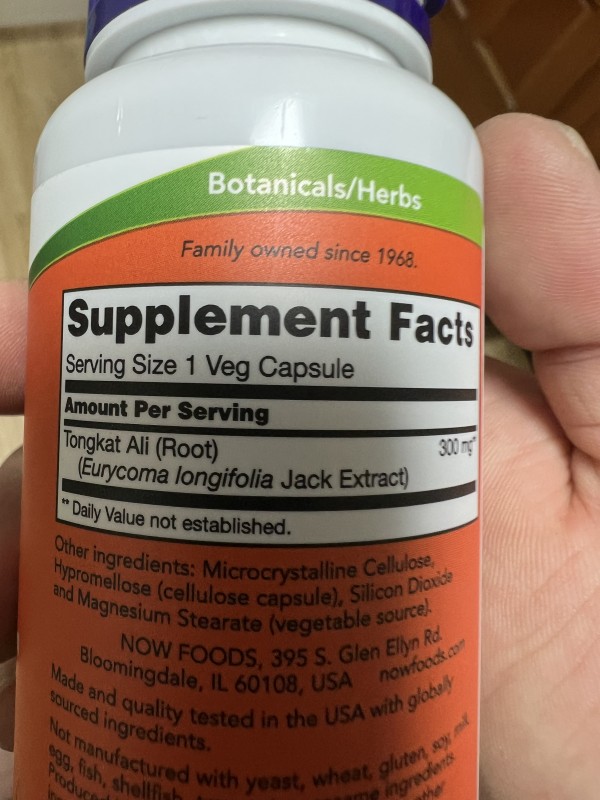 Botanicals/Herbs
Family owned since 1968.
Supplement Facts
Serving Size 1 Veg Capsule
Amount Per Serving
Tongkat Ali (Root) 300 mg**
(Eurycoma longifolia Jack Extract)
** Daily Value not established.
Other ingredients: Microcrystalline Cellulose,
Hypromellose (cellulose capsule), Silicon Dioxide
and Magnesium Stearate (vegetable source).
NOW FOODS, 395 S. Glen Ellyn Rd.
Bloomingdale, IL 60108, USA nowfoods.com
Made and quality tested in the USA with globally
sourced ingredients.
Not manufactured with yeast, wheat, gluten, soy, milk,
egg, fish, shellfish, ingredients.
Produced other